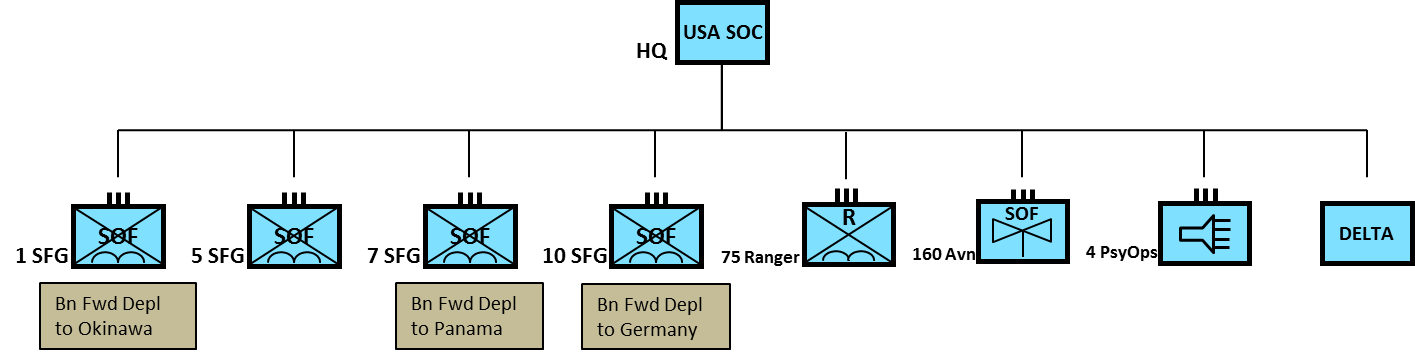 USA SOC
HQ
SOF
SOF
SOF
SOF
R
SOF
DELTA
1 SFG
5 SFG
7 SFG
10 SFG
75 Ranger
160 Avn
4 PsyOps
Bn Fwd Depl
to Okinawa
Bn Fwd Depl
to Panama
Bn Fwd Depl
to Germany